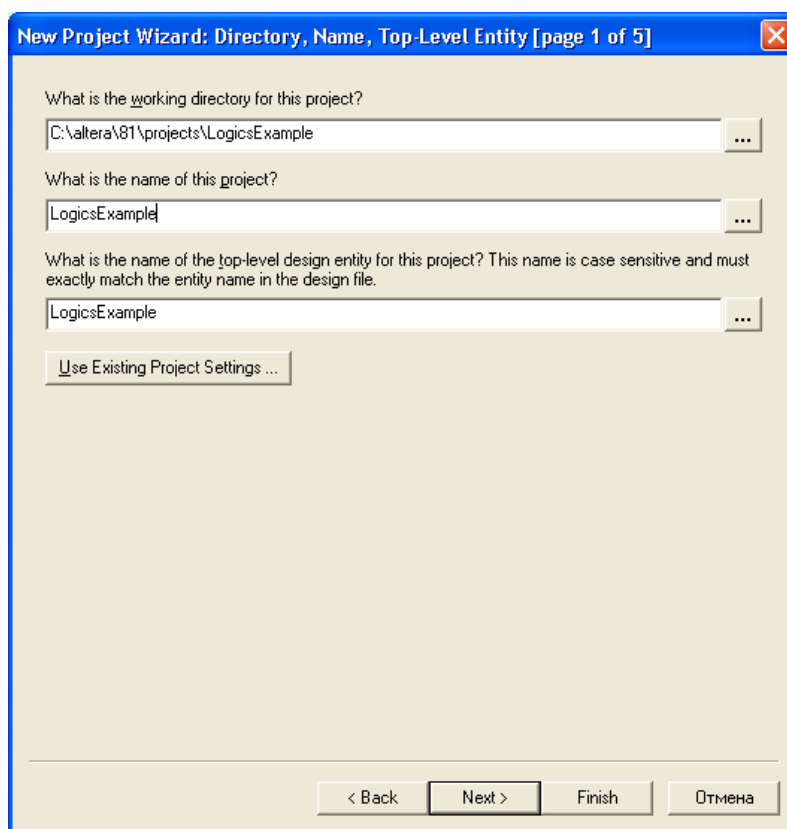 New Project Wizard: Directory, Name, Top-Level Entity [page 1 of 5]
What is the working directory for this project?
C:\altera\81\projects\LogicsExample
...
What is the name of this project?
LogicsExample
...
What is the name of the top-level design entity for this project? This name is case sensitive and must
exactly match the entity name in the design file.
LogicsExample
...
Use Existing Project Settings ...
< Back
Next >
Finish
Отмена